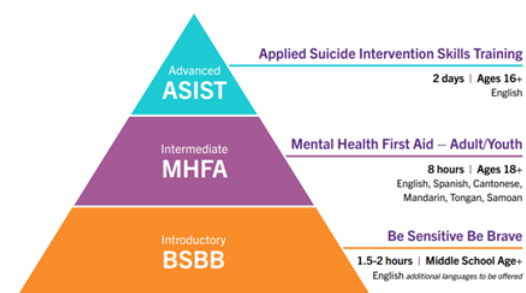 Advanced
ASIST
Applied Suicide Intervention Skills Training
2 days | Ages 16+
English
Intermediate
MHFA
Mental Health First Aid – Adult/Youth
8 hours | Ages 18+
English, Spanish, Cantonese,
Mandarin, Tongan, Samoan
Introductory
BSBB
Be Sensitive Be Brave
1.5-2 hours | Middle School Age+
English additional languages to be offered